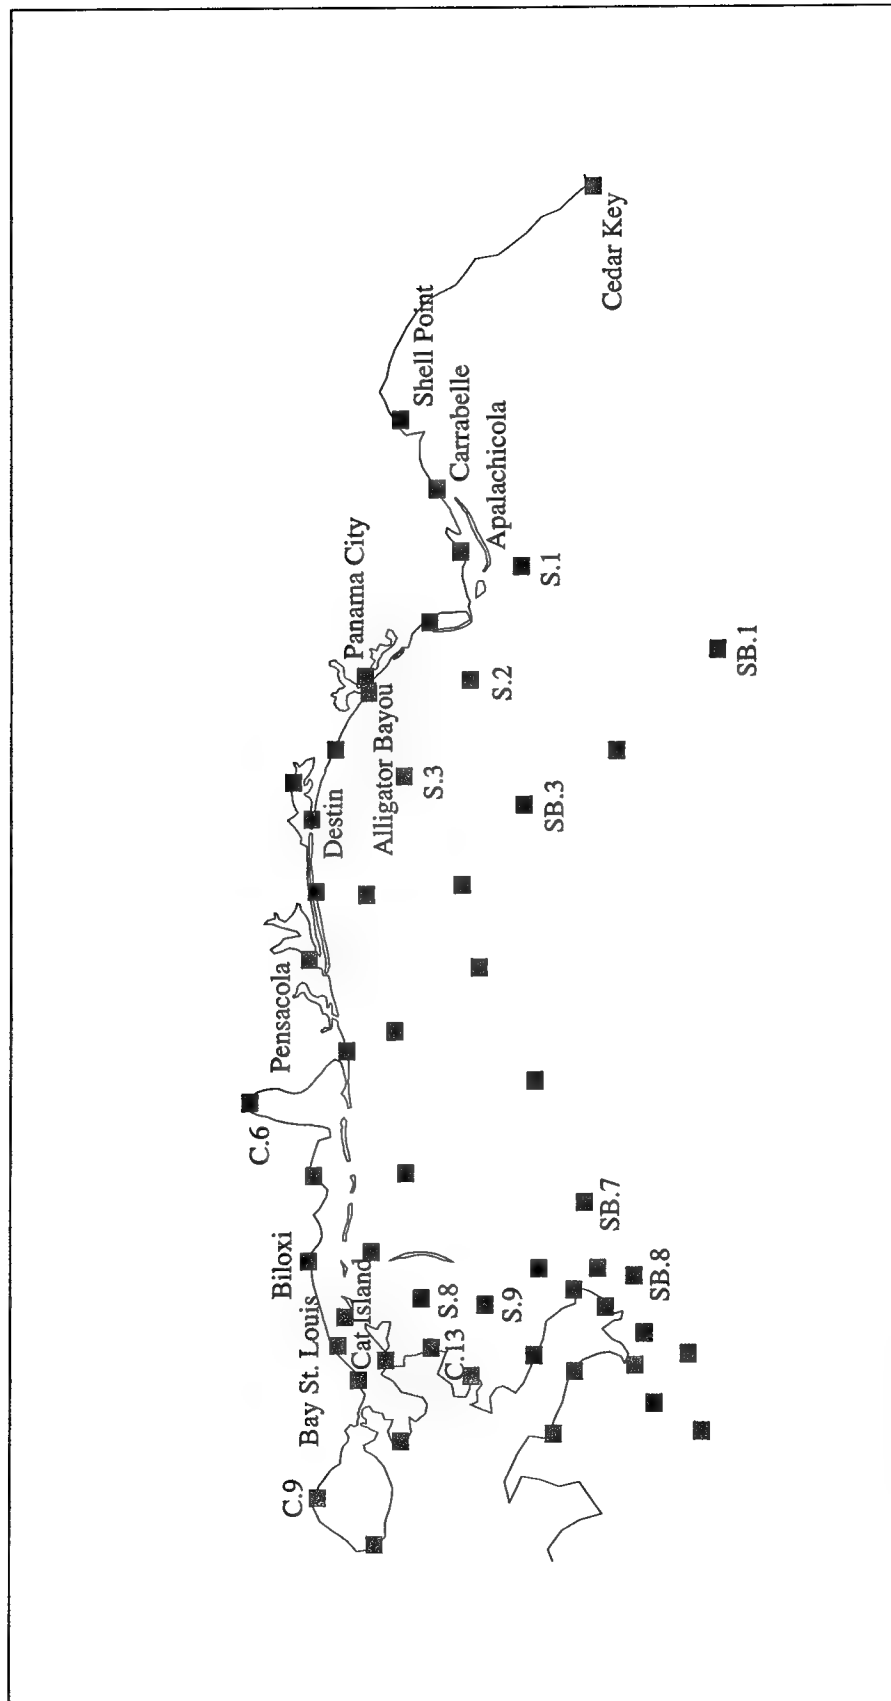 C.9
Bay St. Louis
Biloxi
C.6
Pensacola
Cat Island
Destin
Panama City
Alligator Bayou
Shell Point
Carrabelle
Apalachicola
C.13
S.8
S.9
S.3
S.2
S.1
Cedar Key
SB.8
SB.7
SB.3
SB.1